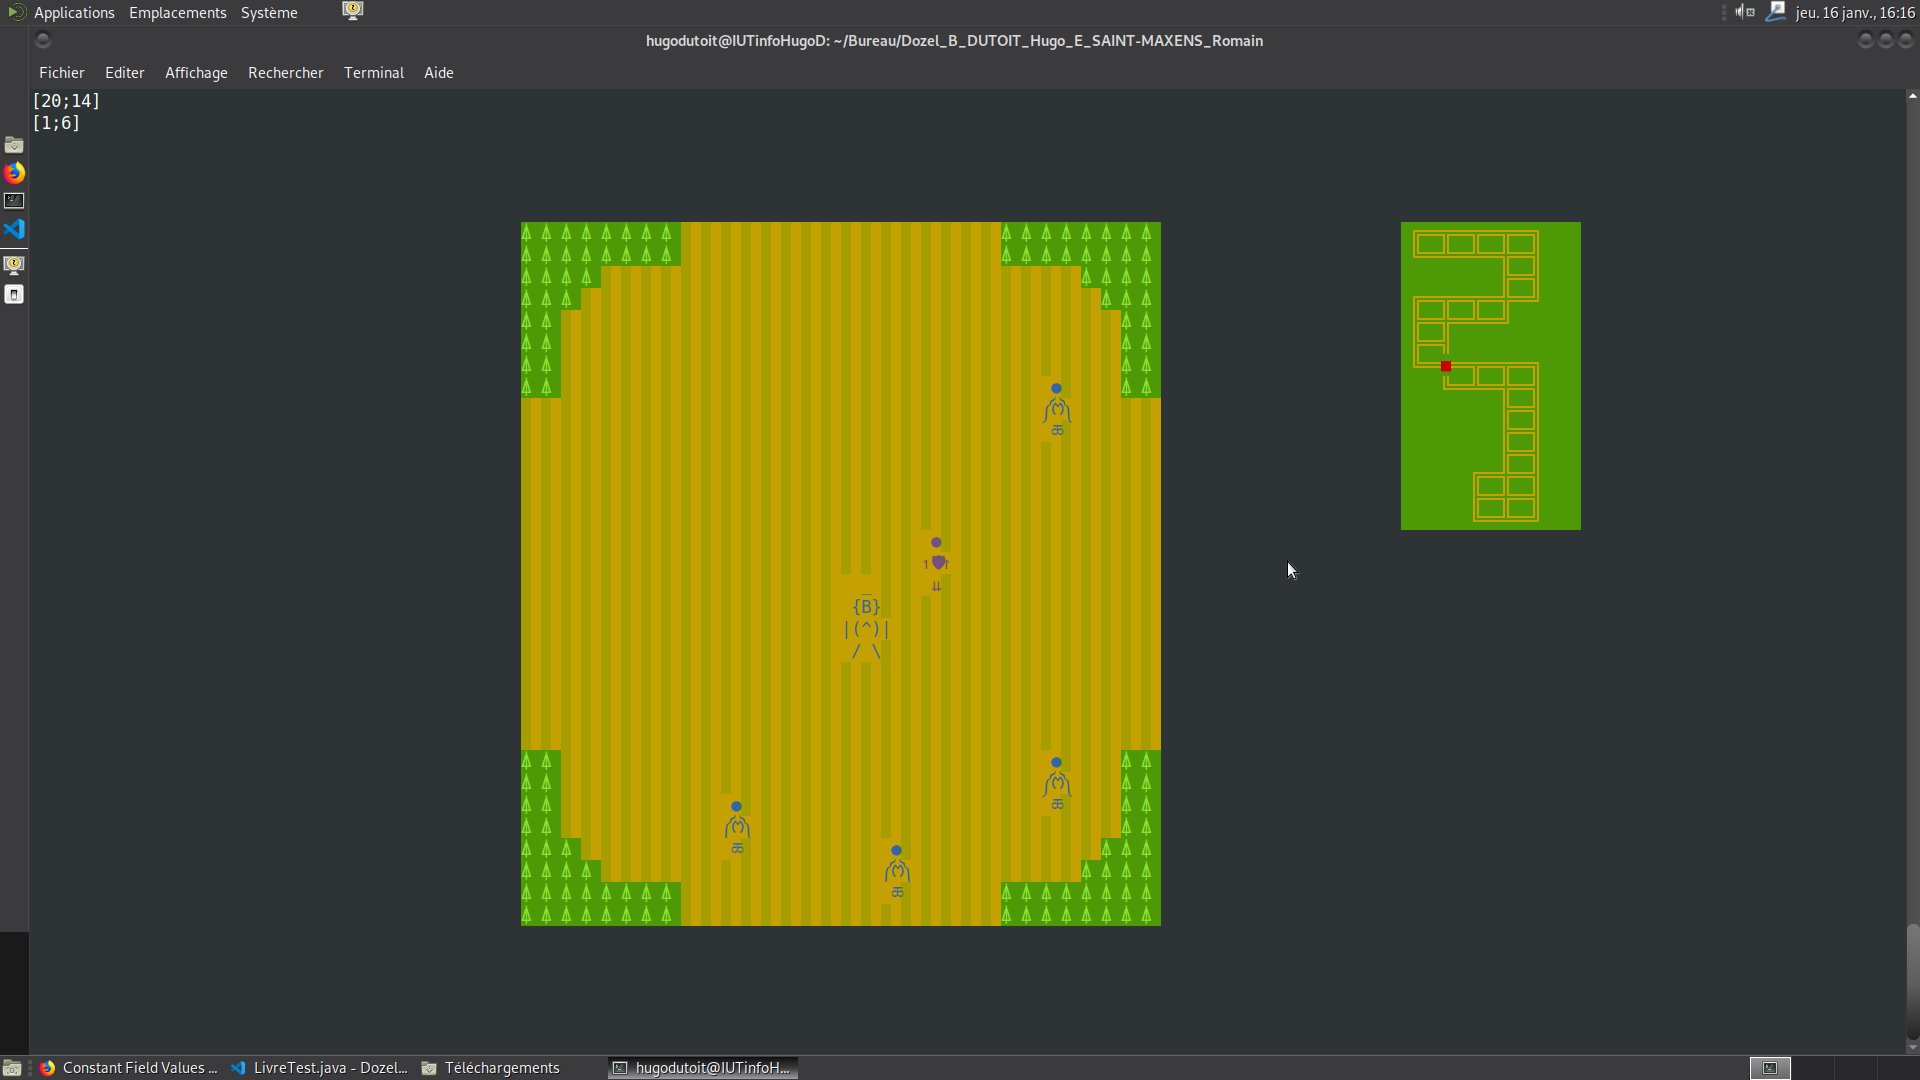 Applications Emplacements Système
jeu. 16 janv., 16:16
hugodutoit@IUTinfoHugoD: ~/Bureau/Dozel_B_DUTOIT_Hugo_E_SAINT-MAXENS_Romain
Fichier Editer Affichage Rechercher Terminal Aide
[20;14]
[1;6]
_
{B}
|(^)|
/ \
Constant Field Values ... LivreTest.java - Dozel... Téléchargements hugodutoit@IUTinfoH...